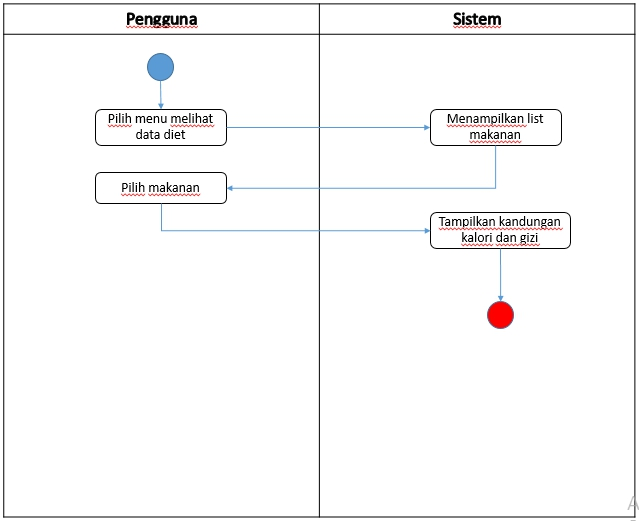 Pengguna
Sistem
Pilih menu melihat
data diet
Menampilkan list
makanan
Pilih makanan
Tampilkan kandungan
kalori dan gizi
A